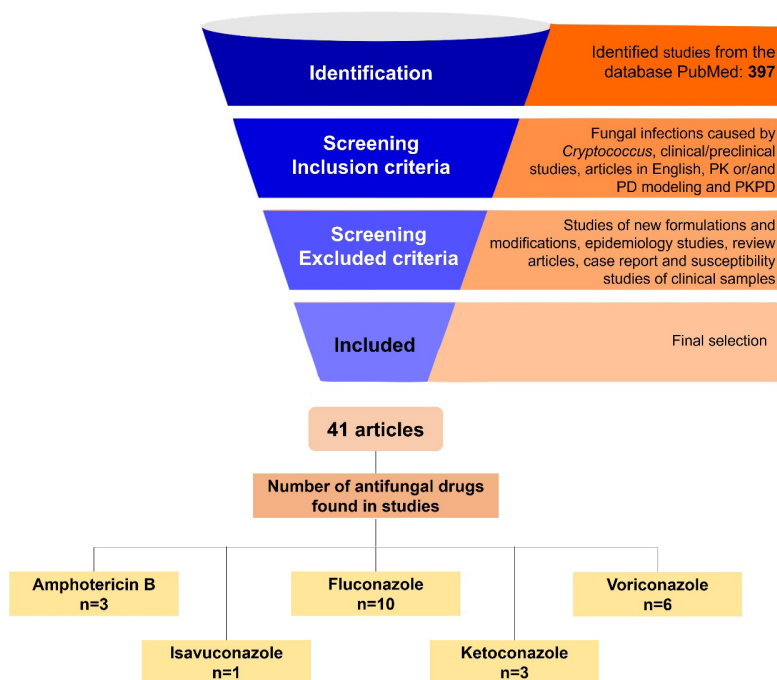 Identification
Identified studies from the
database PubMed: 397
Screening
Inclusion criteria
Fungal infections caused by
Cryptococcus, clinical/preclinical
studies, articles in English, PK or/and
PD modeling and PKPD
Screening
Excluded criteria
Studies of new formulations and
modifications, epidemiology studies, review
articles, case report and susceptibility
studies of clinical samples
Included
Final selection
41 articles
Number of antifungal drugs
found in studies
Amphotericin B
n=3
Fluconazole
n=10
Voriconazole
n=6
Isavuconazole
n=1
Ketoconazole
n=3